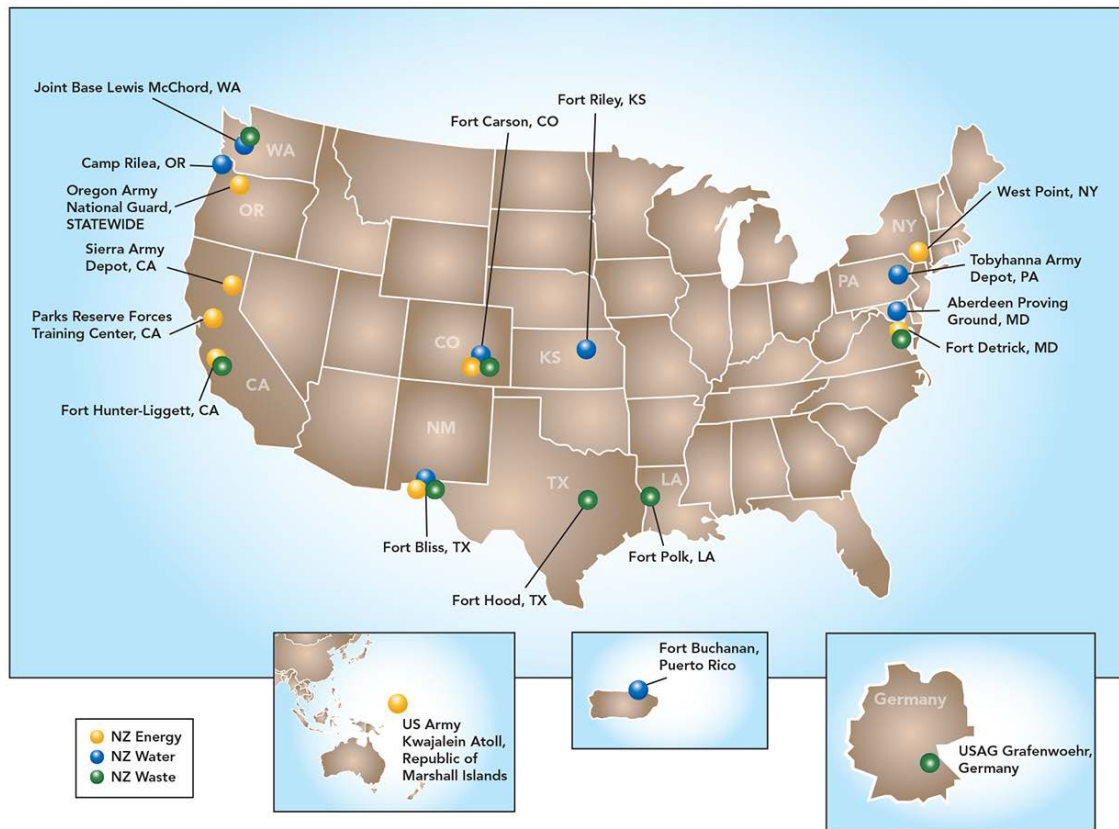 Joint Base Lewis McChord, WA
Fort Carson, CO
Fort Riley, KS
WA
Camp Rilea, OR
Oregon Army
National Guard,
STATEWIDE
OR
Sierra Army
Depot, CA
Parks Reserve Forces
Training Center, CA
CA
Fort Hunter-Liggett, CA
CO
KS
NM
TX
LA
NY
PA
West Point, NY
Tobyhanna Army
Depot, PA
Aberdeen Proving
Ground, MD
Fort Detrick, MD
Fort Bliss, TX
Fort Polk, LA
Fort Hood, TX
NZ Energy
NZ Water
NZ Waste
US Army
Kwajalein Atoll,
Republic of
Marshall Islands
Fort Buchanan,
Puerto Rico
Germany
USAG Grafenwoehr,
Germany